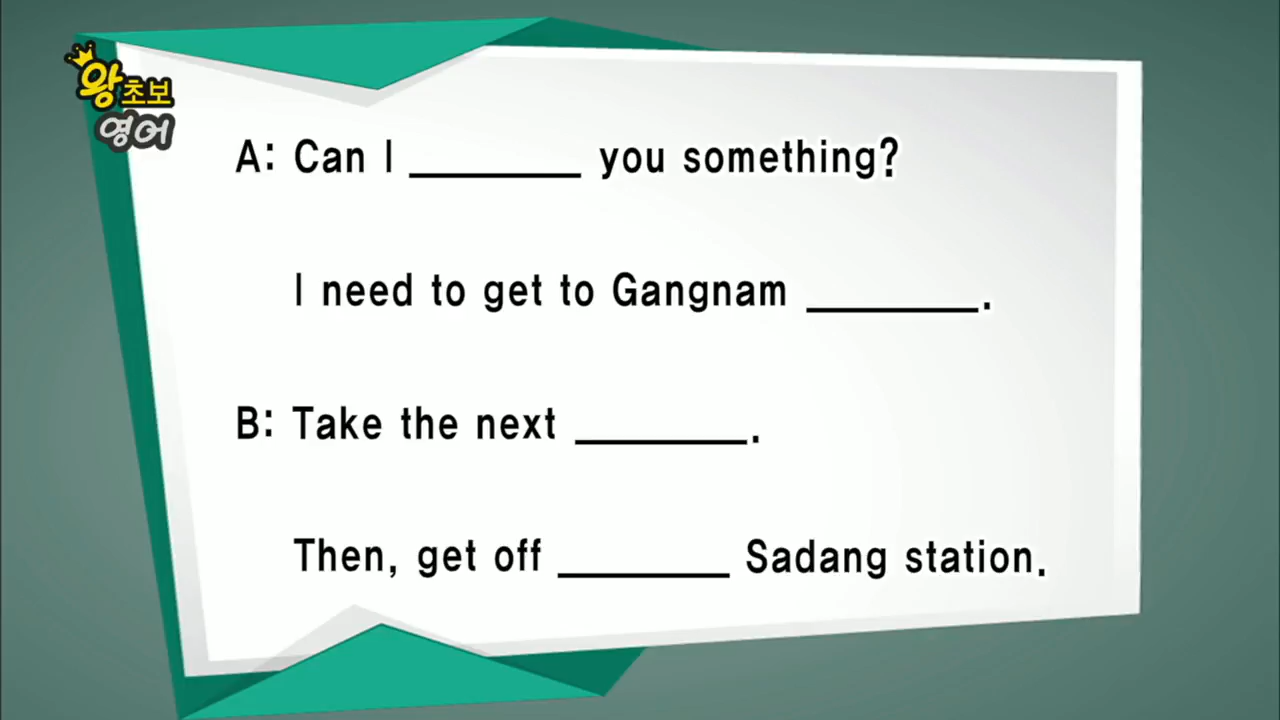 왕초보
영어
A: Can I ________ you something?
I need to get to Gangnam ________.
B: Take the next ________.
Then, get off ________ Sadang station.